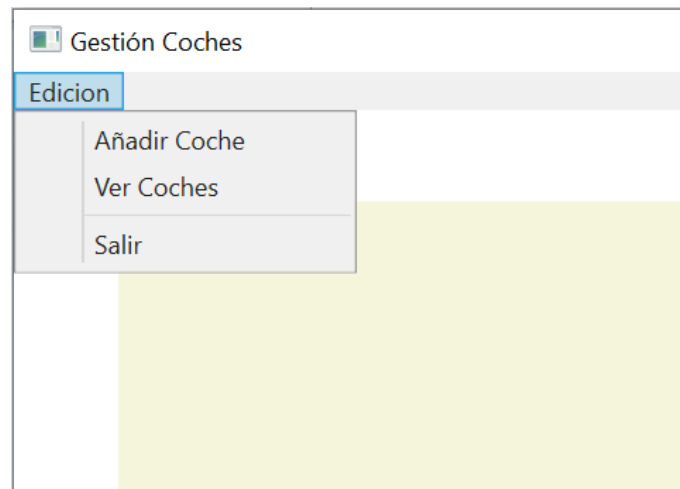 Gestión Coches
Edicion
Añadir Coche
Ver Coches
Salir